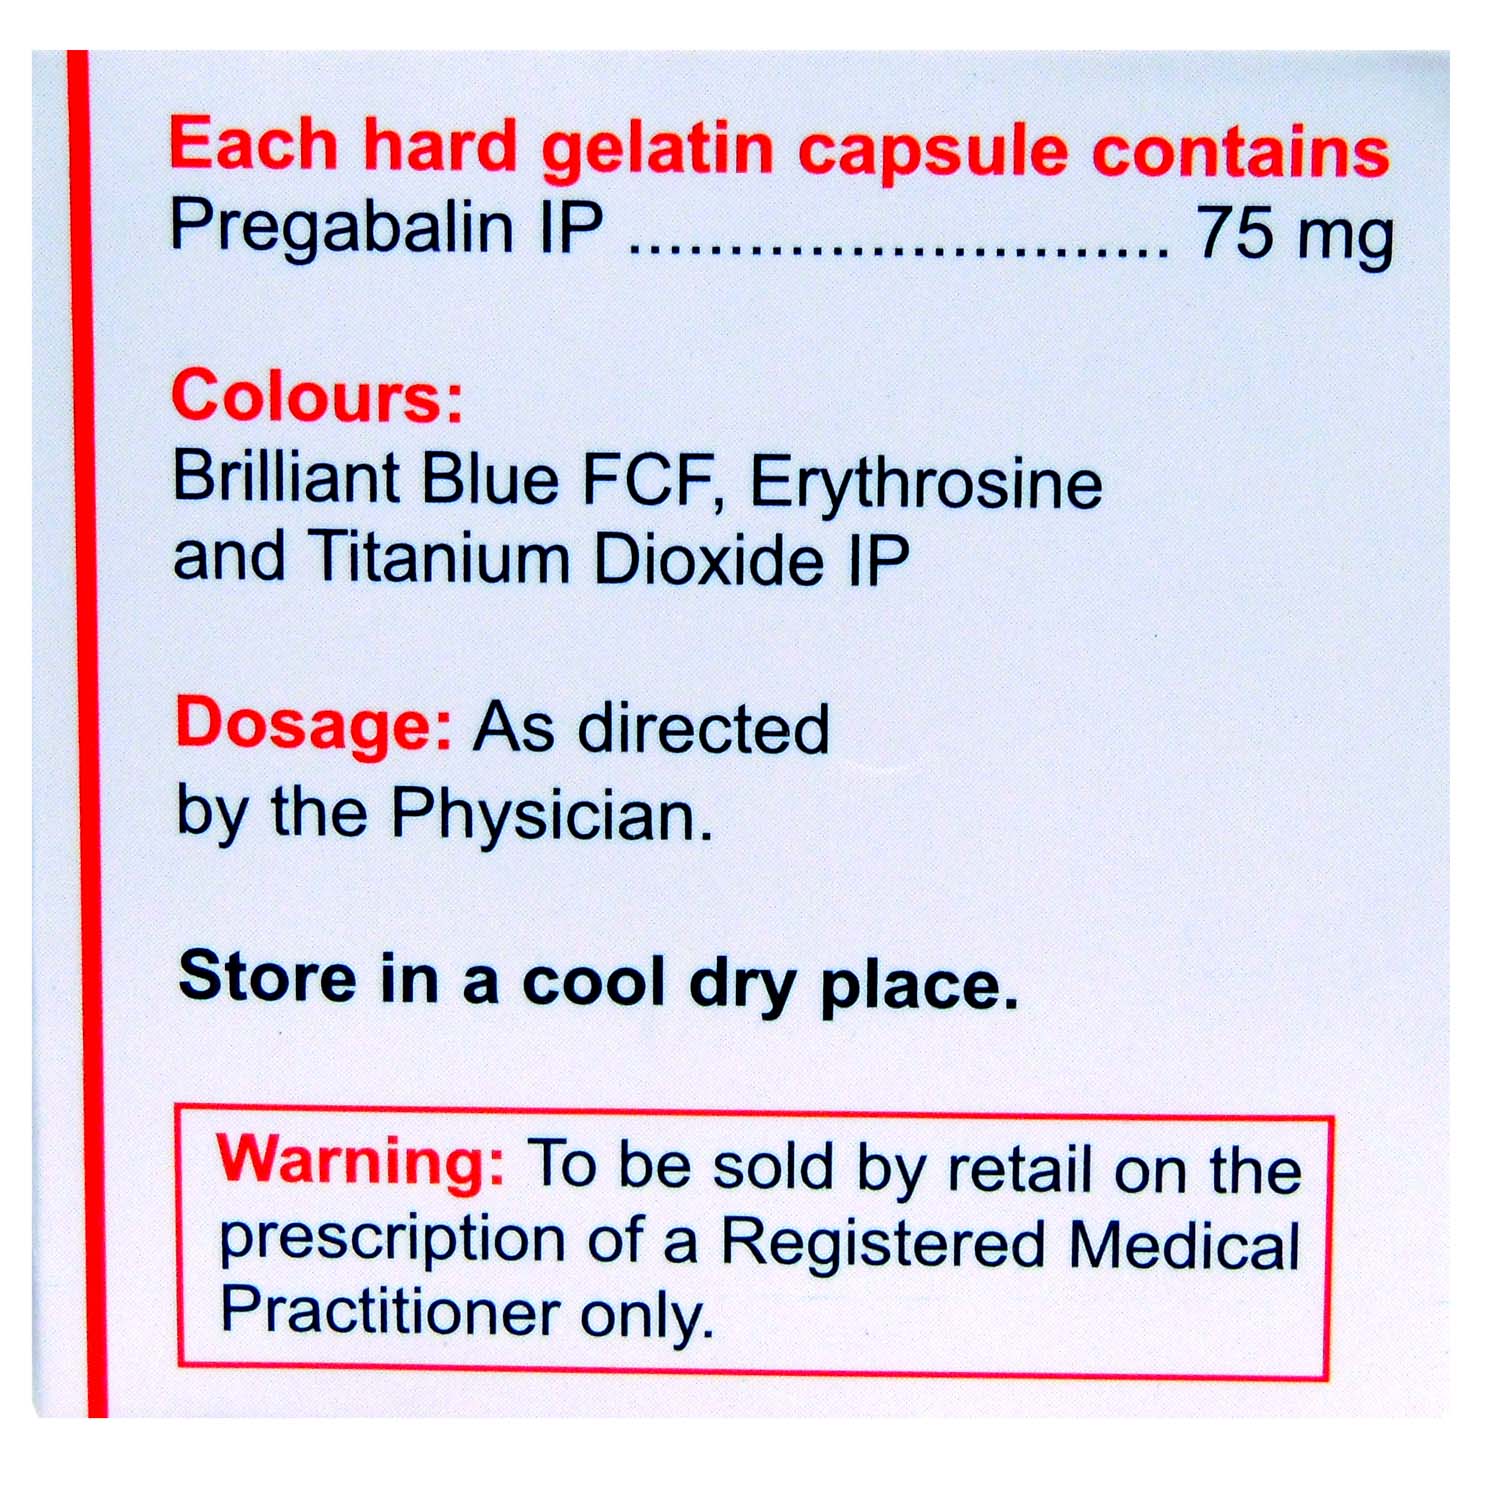 Each hard gelatin capsule contains
Pregabalin IP ............................. 75 mg
Colours:
Brilliant Blue FCF, Erythrosine
and Titanium Dioxide IP
Dosage: As directed
by the Physician.
Store in a cool dry place.
Warning: To be sold by retail on the
prescription of a Registered Medical
Practitioner only.